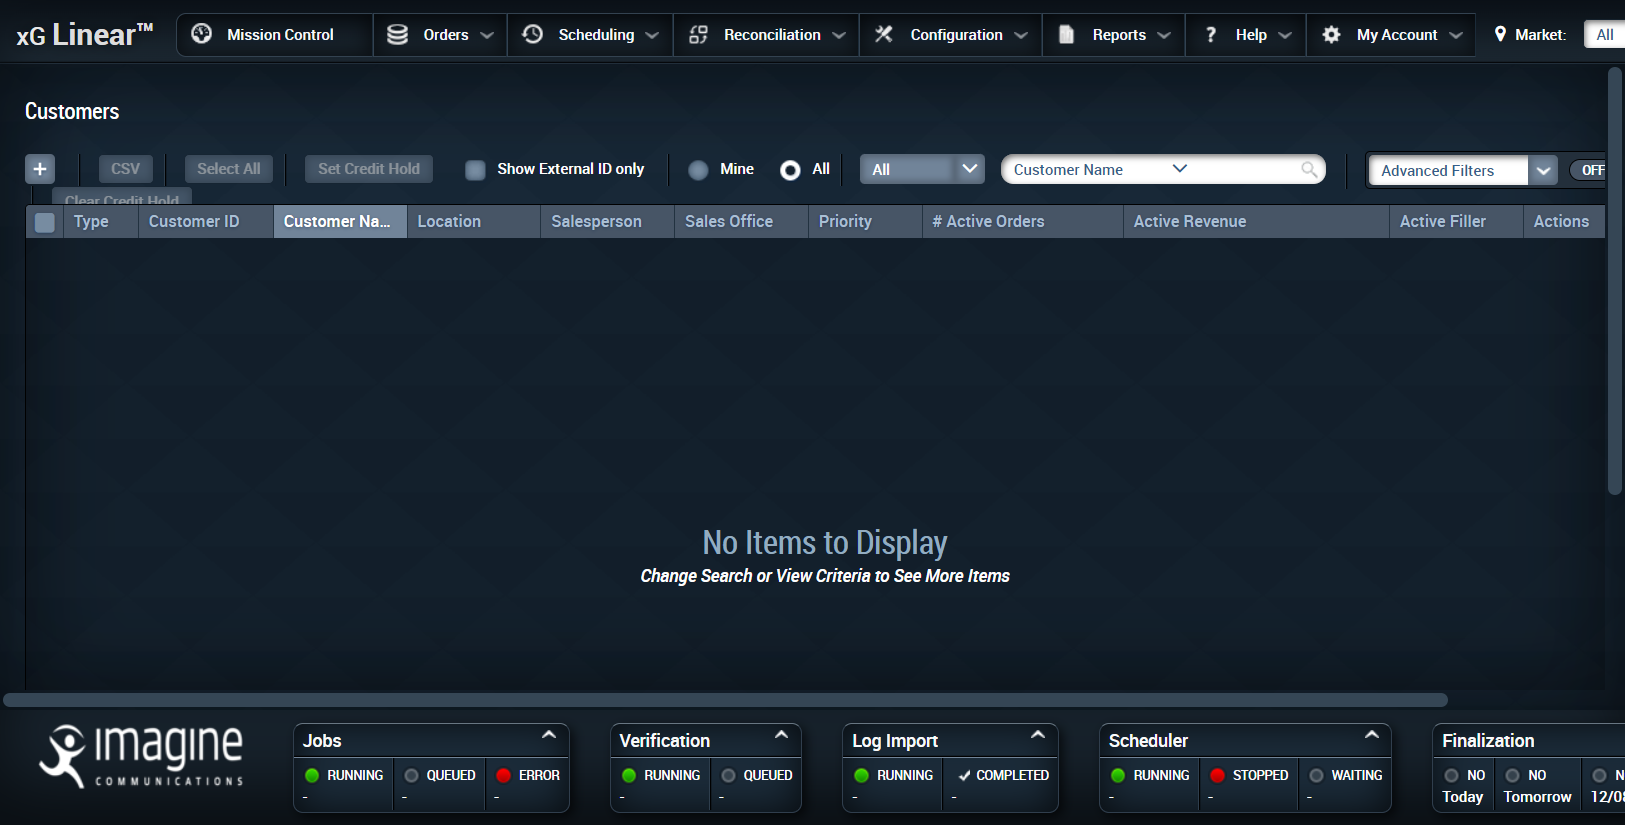 xG Linear™
Mission Control
Orders
Scheduling
Reconciliation
Configuration
Reports
Help
My Account
Market:
All
Customers
+
CSV
Select All
Set Credit Hold
Show External ID only
Mine
All
All
Customer Name
Advanced Filters
OFF
Clear Credit Hold
Type
Customer ID
Customer Na...
Location
Salesperson
Sales Office
Priority
# Active Orders
Active Revenue
Active Filler
Actions
No Items to Display
Change Search or View Criteria to See More Items
imagine
COMMUNICATIONS
Jobs
RUNNING
-
QUEUED
-
ERROR
-
Verification
RUNNING
-
QUEUED
-
Log Import
RUNNING
-
COMPLETED
-
Scheduler
RUNNING
-
STOPPED
-
WAITING
-
Finalization
NO
Today
NO
Tomorrow